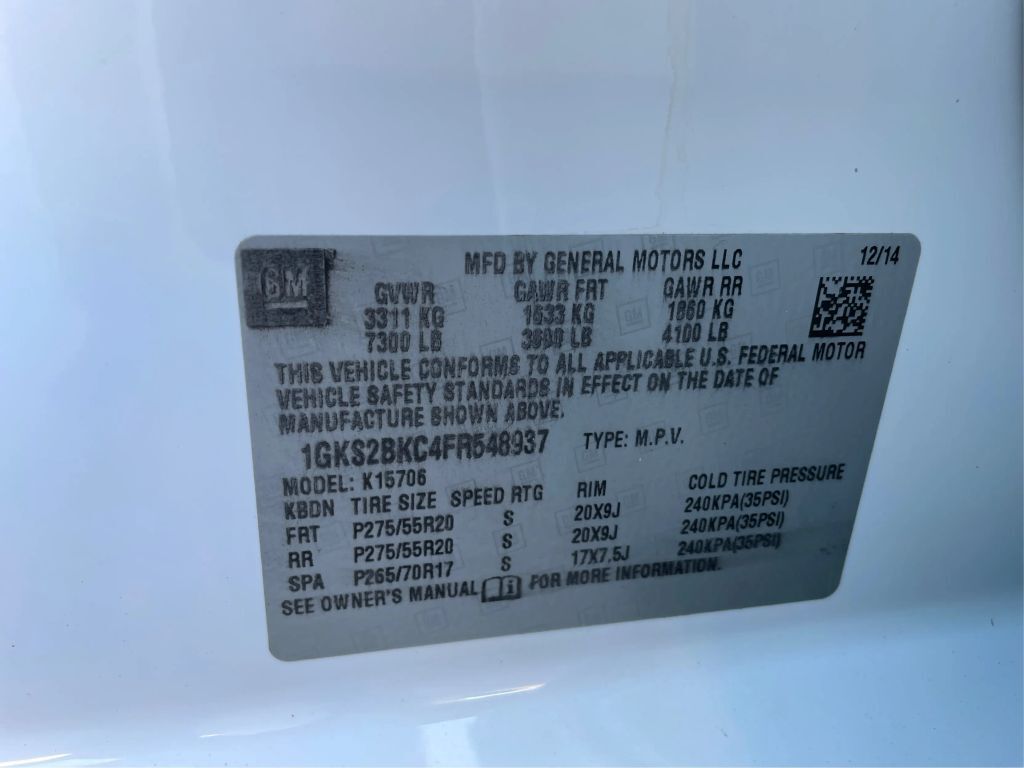 GM
MFD BY GENERAL MOTORS LLC 12/14
GVWR GAWR FRT GAWR RR
3311 KG 1633 KG 1860 KG
7300 LB 3600 LB 4100 LB
THIS VEHICLE CONFORMS TO ALL APPLICABLE U.S. FEDERAL MOTOR
VEHICLE SAFETY STANDARDS IN EFFECT ON THE DATE OF
MANUFACTURE SHOWN ABOVE.
1GKS2BKC4FR548937 TYPE: M.P.V.
MODEL: K15706
KBDN TIRE SIZE SPEED RTG RIM COLD TIRE PRESSURE
FRT P275/55R20 S 20X9J 240KPA(35PSI)
RR P275/55R20 S 20X9J 240KPA(35PSI)
SPA P265/70R17 S 17X7.5J 240KPA(35PSI)
SEE OWNER'S MANUAL FOR MORE INFORMATION.